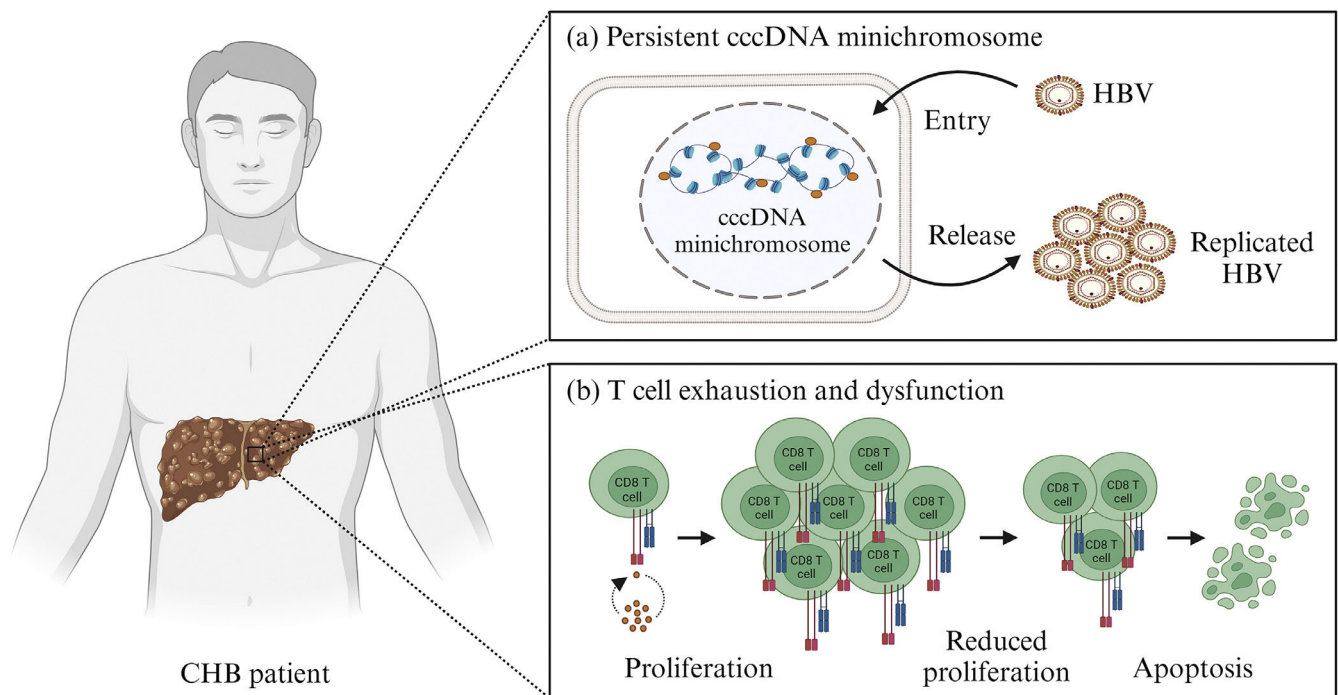 (a) Persistent cccDNA minichromosome
HBV
Entry
cccDNA
minichromosome
Release
Replicated
HBV
(b) T cell exhaustion and dysfunction
CD8 T
cell
CD8 T
cell
CD8 T
cell
CD8 T
cell
CD8 T
cell
CD8 T
cell
CD8 T
cell
CD8 T
cell
CD8 T
cell
CD8 T
cell
CD8 T
cell
Proliferation
Reduced
proliferation
Apoptosis
CHB patient